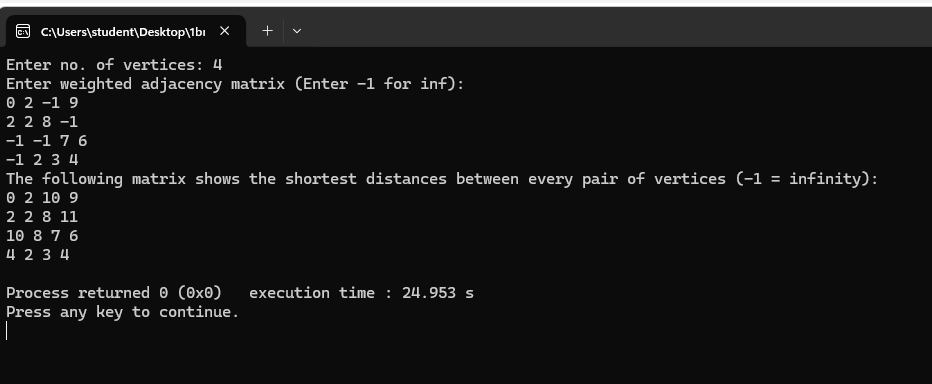 C:\Users\student\Desktop\1bı
Enter no. of vertices: 4
Enter weighted adjacency matrix (Enter -1 for inf):
0 2 -1 9
2 2 8 -1
-1 -1 7 6
-1 2 3 4
The following matrix shows the shortest distances between every pair of vertices (-1 = infinity):
0 2 10 9
2 2 8 11
10 8 7 6
4 2 3 4
Process returned 0 (0x0)   execution time : 24.953 s
Press any key to continue.